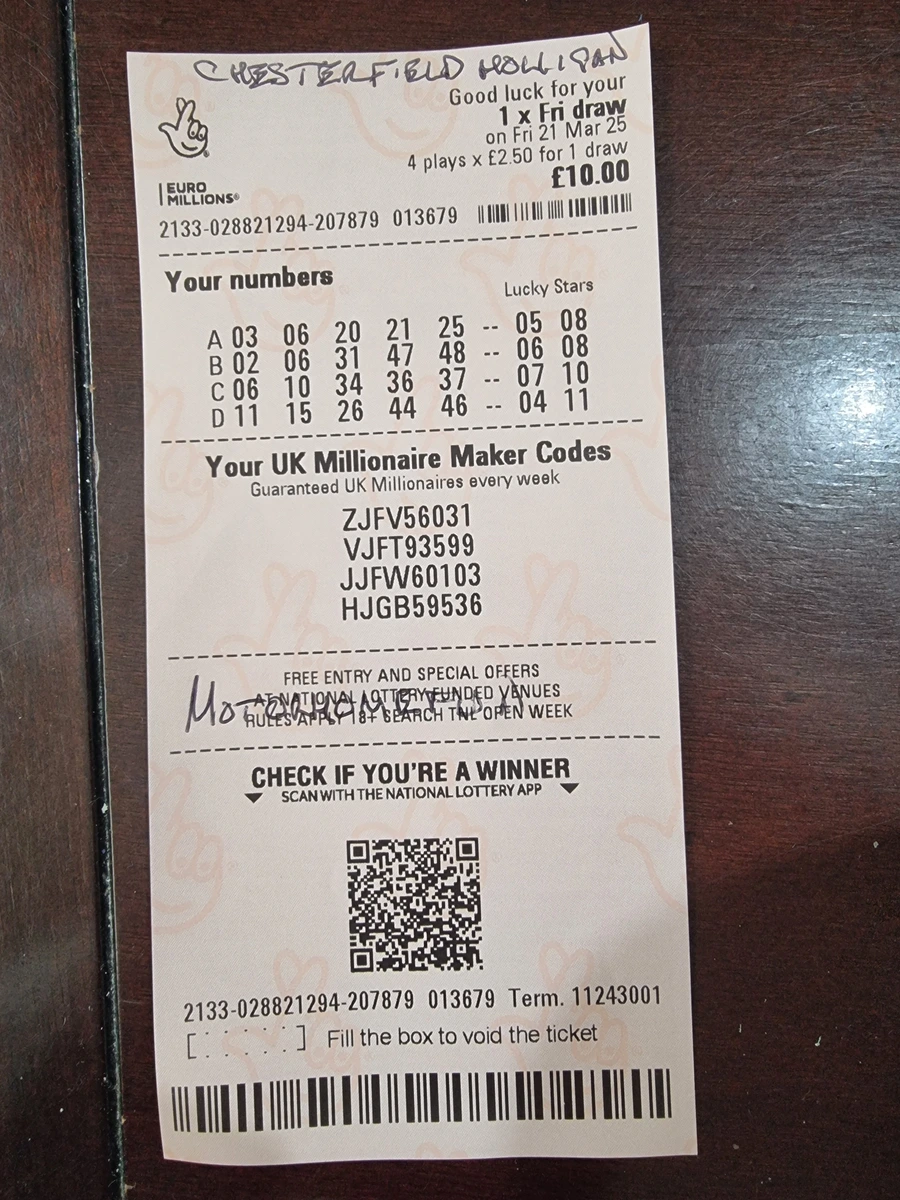 CHESTERFIELD HOLLIGAN
Good luck for your
1 x Fri draw
on Fri 21 Mar 25
4 plays x £2.50 for 1 draw
£10.00
EURO
MILLIONS®
2133-028821294-207879 013679
Your numbers
Lucky Stars
A 03 06 20 21 25 -- 05 08
B 02 06 31 47 48 -- 06 08
C 06 10 34 36 37 -- 07 10
D 11 15 26 44 46 -- 04 11
Your UK Millionaire Maker Codes
Guaranteed UK Millionaires every week
ZJFV56031
VJFT93599
JJFW60103
HJGB59536
FREE ENTRY AND SPECIAL OFFERS
AT NATIONAL LOTTERY FUNDED VENUES
RULES APPLY 18+ SEARCH TNL OPEN WEEK
CHECK IF YOU'RE A WINNER
SCAN WITH THE NATIONAL LOTTERY APP
2133-028821294-207879 013679 Term. 11243001
[ . . . . . ] Fill the box to void the ticket